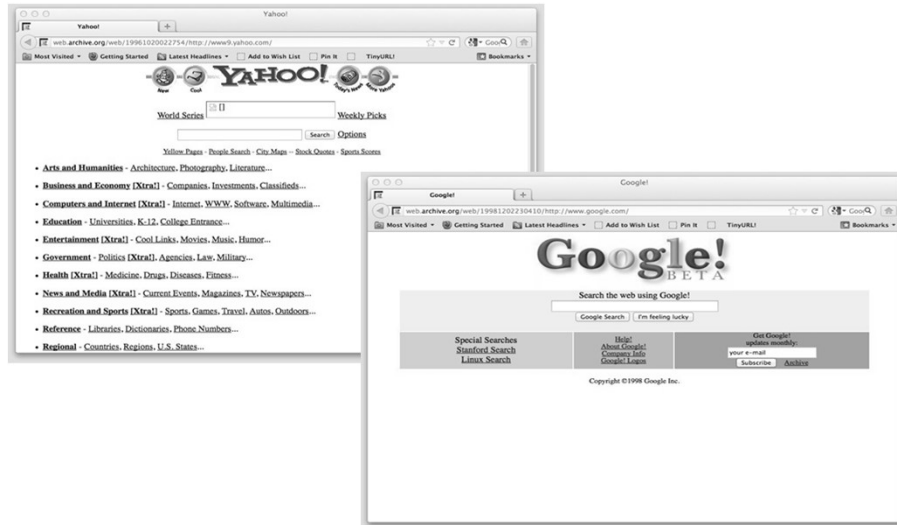 Yahoo!
Yahoo!
web.archive.org/web/19961020022754/http://www9.yahoo.com/
Most Visited Getting Started Latest Headlines Add to Wish List Pin It TinyURL! Bookmarks
YAHOO!
New Cool Today's News More Yahoos
World Series [] Weekly Picks
Search Options
Yellow Pages - People Search - City Maps -- Stock Quotes - Sports Scores
• Arts and Humanities - Architecture, Photography, Literature...
• Business and Economy [Xtra!] - Companies, Investments, Classifieds...
• Computers and Internet [Xtra!] - Internet, WWW, Software, Multimedia...
• Education - Universities, K-12, College Entrance...
• Entertainment [Xtra!] - Cool Links, Movies, Music, Humor...
• Government - Politics [Xtra!], Agencies, Law, Military...
• Health [Xtra!] - Medicine, Drugs, Diseases, Fitness...
• News and Media [Xtra!] - Current Events, Magazines, TV, Newspapers...
• Recreation and Sports [Xtra!] - Sports, Games, Travel, Autos, Outdoors...
• Reference - Libraries, Dictionaries, Phone Numbers...
• Regional - Countries, Regions, U.S. States...
Google!
Google!
web.archive.org/web/19981202230410/http://www.google.com/
Most Visited Getting Started Latest Headlines Add to Wish List Pin It TinyURL! Bookmarks
Google!
BETA
Search the web using Google!
Google Search I'm feeling lucky
Special Searches
Stanford Search
Linux Search
Help!
About Google!
Company Info
Google! Logos
Get Google!
updates monthly:
your e-mail
Subscribe Archive
Copyright ©1998 Google Inc.